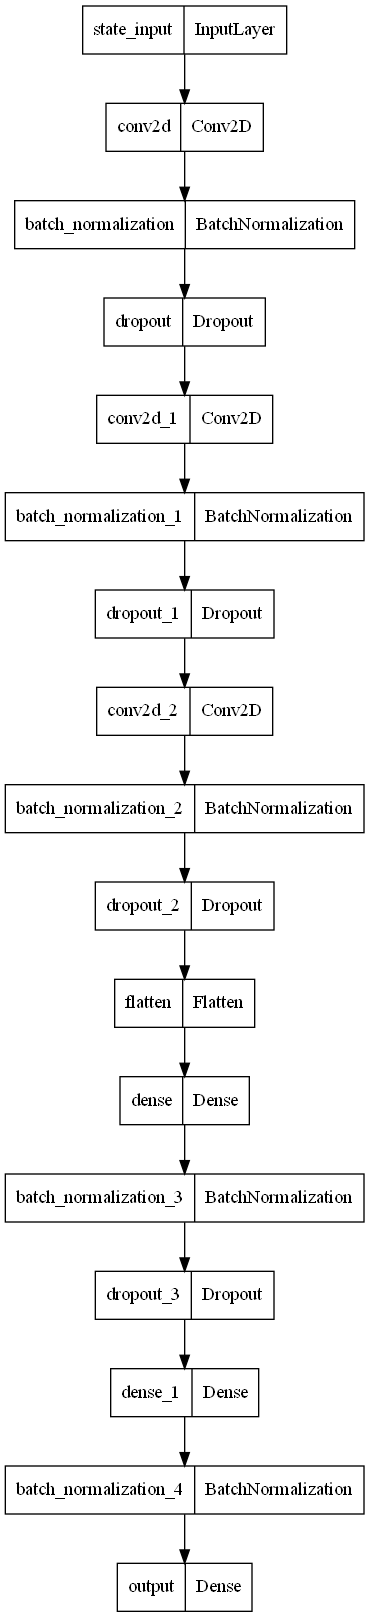 state_input InputLayer
conv2d Conv2D
batch_normalization BatchNormalization
dropout Dropout
conv2d_1 Conv2D
batch_normalization_1 BatchNormalization
dropout_1 Dropout
conv2d_2 Conv2D
batch_normalization_2 BatchNormalization
dropout_2 Dropout
flatten Flatten
dense Dense
batch_normalization_3 BatchNormalization
dropout_3 Dropout
dense_1 Dense
batch_normalization_4 BatchNormalization
output Dense